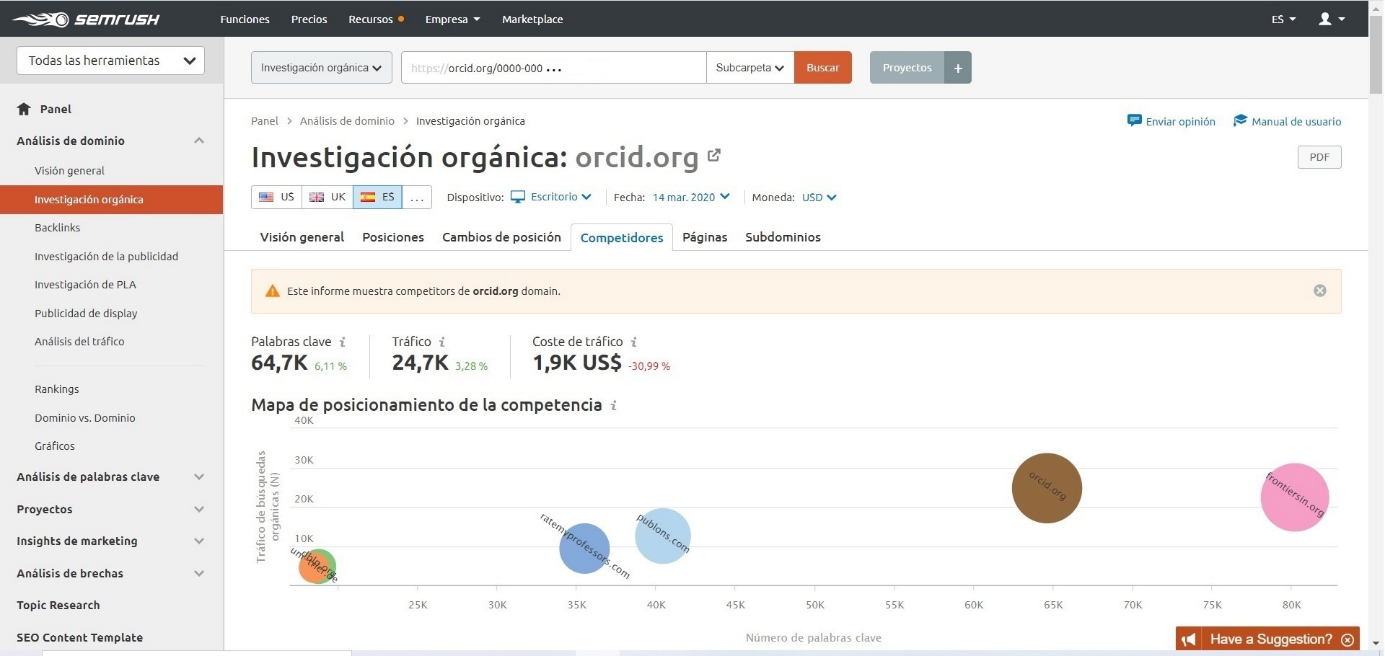 SEMRUSH Funciones Precios Recursos Empresa Marketplace ES
Todas las herramientas
Investigación orgánica https://orcid.org/0000-000 ... Subcarpeta Buscar Proyectos +
Panel
Análisis de dominio
Visión general
Investigación orgánica
Backlinks
Investigación de la publicidad
Investigación de PLA
Publicidad de display
Análisis del tráfico
Rankings
Dominio vs. Dominio
Gráficos
Análisis de palabras clave
Proyectos
Insights de marketing
Análisis de brechas
Topic Research
SEO Content Template
Panel > Análisis de dominio > Investigación orgánica
Enviar opinión Manual de usuario
Investigación orgánica: orcid.org
PDF
US UK ES ... Dispositivo: Escritorio Fecha: 14 mar. 2020 Moneda: USD
Visión general Posiciones Cambios de posición Competidores Páginas Subdominios
Este informe muestra competitors de orcid.org domain.
Palabras clave i Tráfico i Coste de tráfico i
64,7K 6,11 % 24,7K 3,28 % 1,9K US$ -30,99 %
Mapa de posicionamiento de la competencia i
Tráfico de búsquedas
orgánicas (N)
40K
30K
20K
10K
ratemyprofessors.com
publons.com
orcid.org
frontiersin.org
25K 30K 35K 40K 45K 50K 55K 60K 65K 70K 75K 80K
Número de palabras clave
Have a Suggestion?